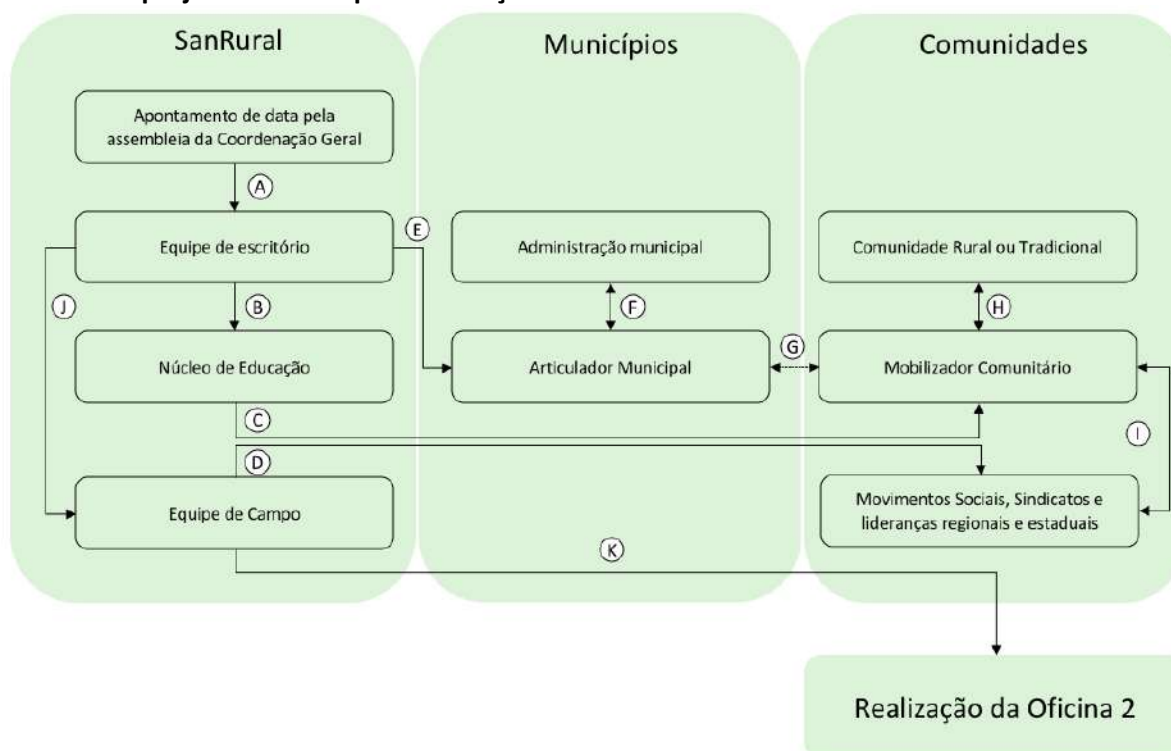 SanRural
Municípios
Comunidades
Apontamento de data pela
assembleia da Coordenação Geral
A
Equipe de escritório
E
Administração municipal
Comunidade Rural ou Tradicional
J
B
F
H
Núcleo de Educação
Articulador Municipal
G
Mobilizador Comunitário
C
I
D
Equipe de Campo
Movimentos Sociais, Sindicatos e
lideranças regionais e estaduais
K
Realização da Oficina 2